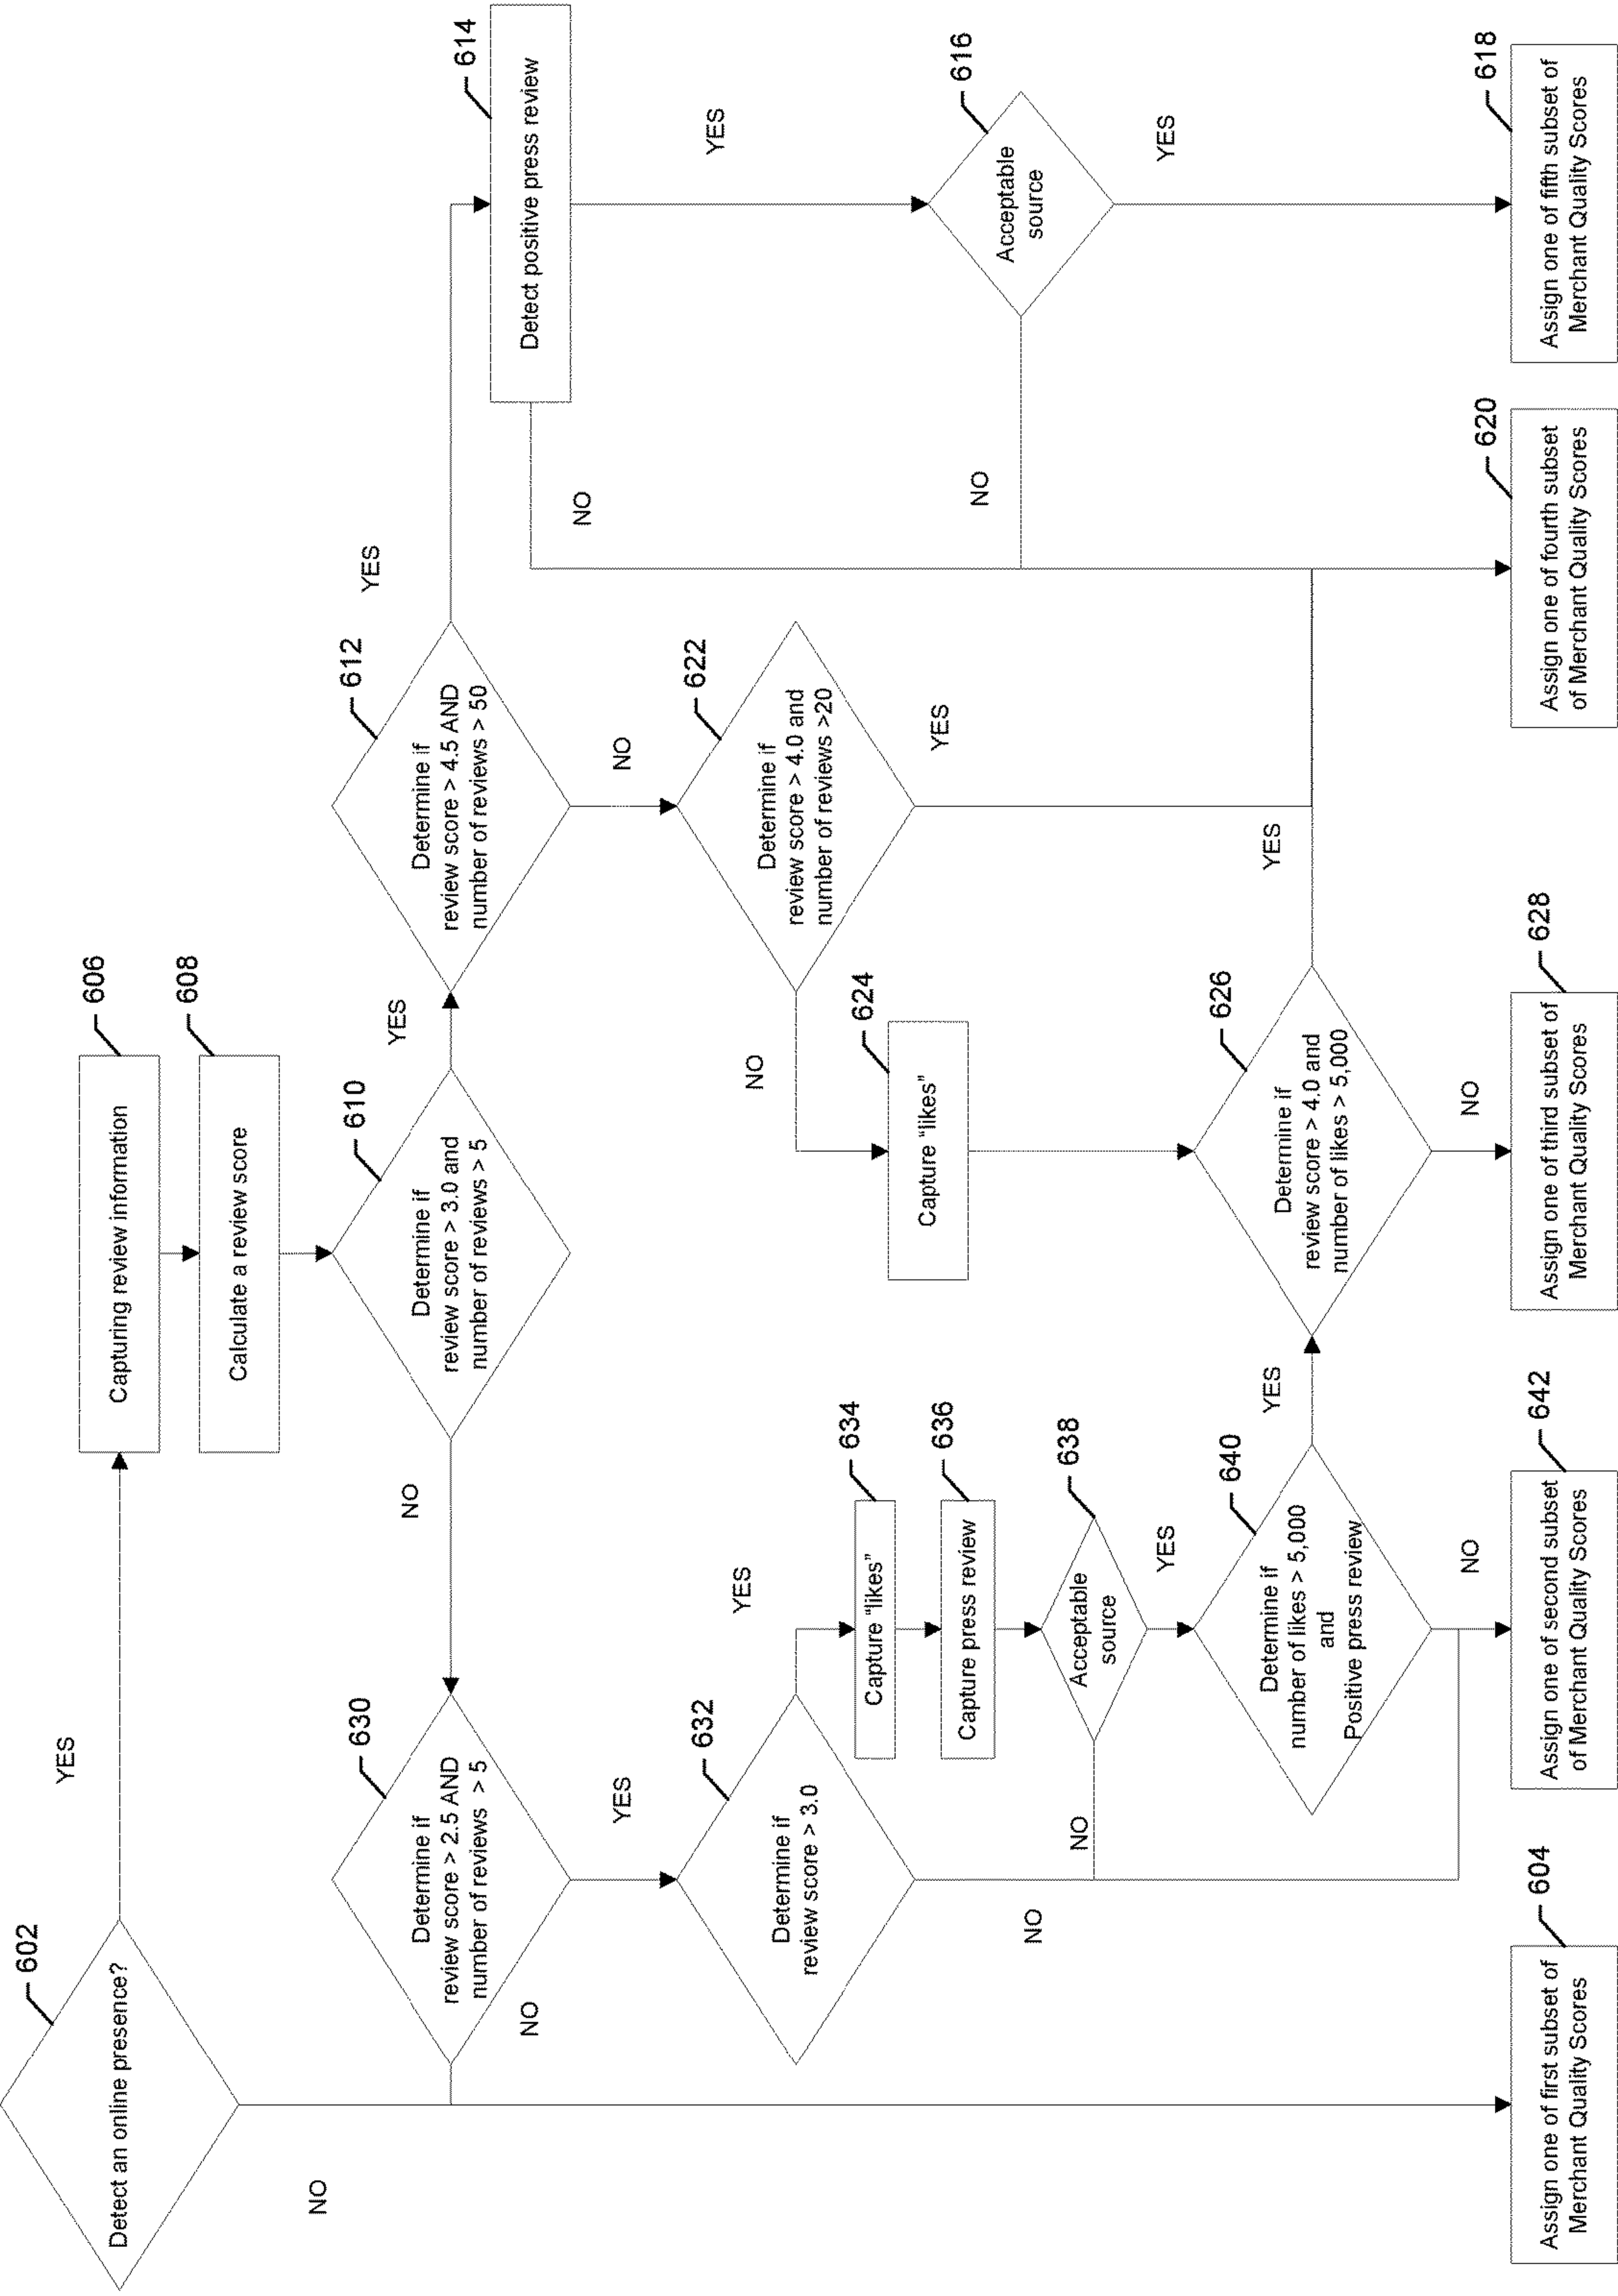 602
Detect an online presence?
YES
NO
606
Capturing review information
608
Calculate a review score
610
Determine if
review score > 3.0 and
number of reviews > 5
YES
NO
612
Determine if
review score > 4.5 AND
number of reviews > 50
YES
NO
614
Detect positive press review
YES
NO
616
Acceptable
source
YES
NO
622
Determine if
review score > 4.0 and
number of reviews >20
YES
NO
624
Capture "likes"
626
Determine if
review score > 4.0 and
number of likes > 5,000
YES
NO
630
Determine if
review score > 2.5 AND
number of reviews > 5
YES
NO
632
Determine if
review score > 3.0
YES
NO
634
Capture "likes"
636
Capture press review
638
Acceptable
source
YES
NO
640
Determine if
number of likes > 5,000
and
Positive press review
YES
NO
604
Assign one of first subset of
Merchant Quality Scores
642
Assign one of second subset
of Merchant Quality Scores
628
Assign one of third subset of
Merchant Quality Scores
620
Assign one of fourth subset
of Merchant Quality Scores
618
Assign one of fifth subset of
Merchant Quality Scores